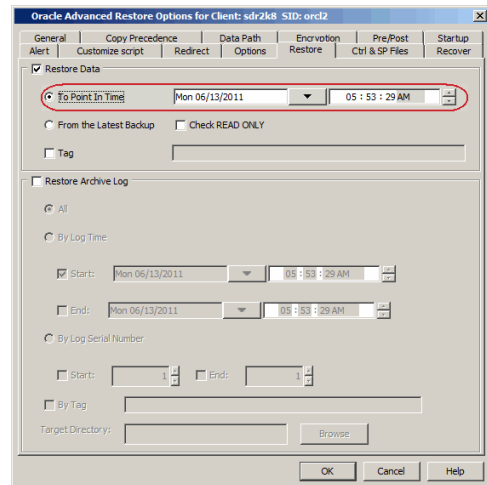 Oracle Advanced Restore Options for Client: sdr2k8 SID: orcl2
General Copy Precedence Data Path Encryption Pre/Post Startup
Alert Customize script Redirect Options Restore Ctrl & SP Files Recover
Restore Data
To Point In Time Mon 06/13/2011 05 : 53 : 29 AM
From the Latest Backup Check READ ONLY
Tag
Restore Archive Log
All
By Log Time
Start: Mon 06/13/2011 05 : 53 : 29 AM
End: Mon 06/13/2011 05 : 53 : 29 AM
By Log Serial Number
Start: 1 End: 1
By Tag
Target Directory: Browse
OK Cancel Help